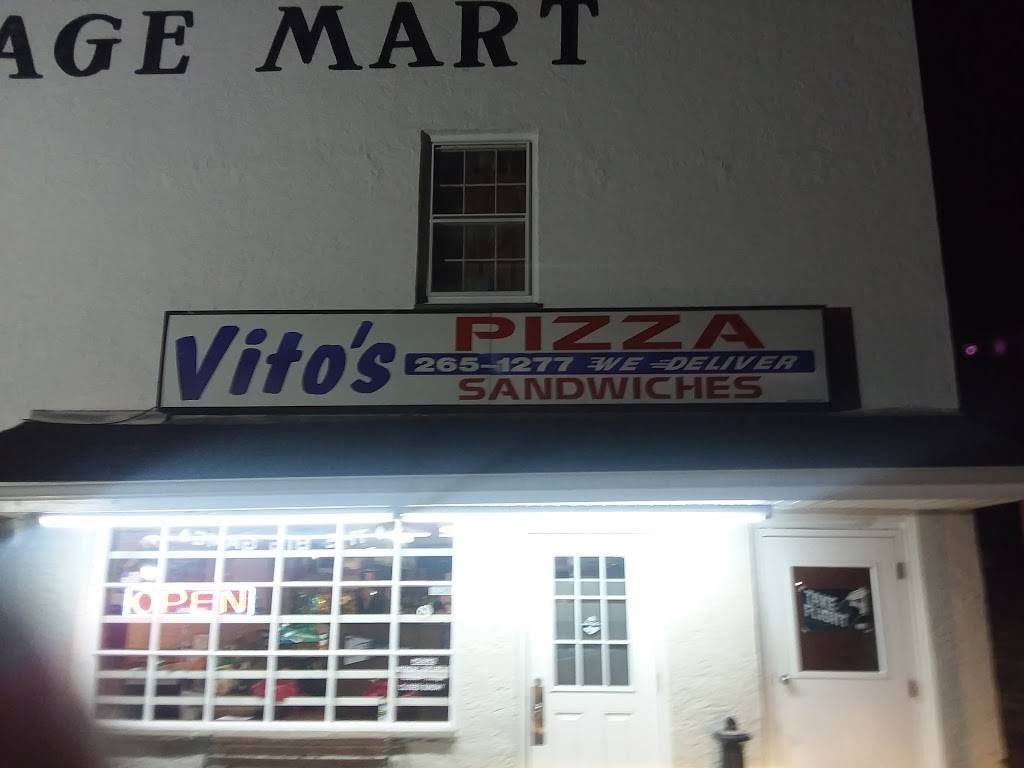 AGE MART
Vito's
PIZZA
265-1277 WE DELIVER
SANDWICHES
OPEN